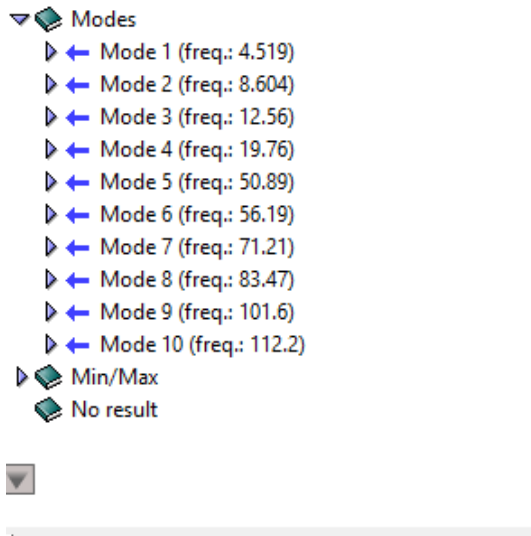 Modes
Mode 1 (freq.: 4.519)
Mode 2 (freq.: 8.604)
Mode 3 (freq.: 12.56)
Mode 4 (freq.: 19.76)
Mode 5 (freq.: 50.89)
Mode 6 (freq.: 56.19)
Mode 7 (freq.: 71.21)
Mode 8 (freq.: 83.47)
Mode 9 (freq.: 101.6)
Mode 10 (freq.: 112.2)
Min/Max
No result